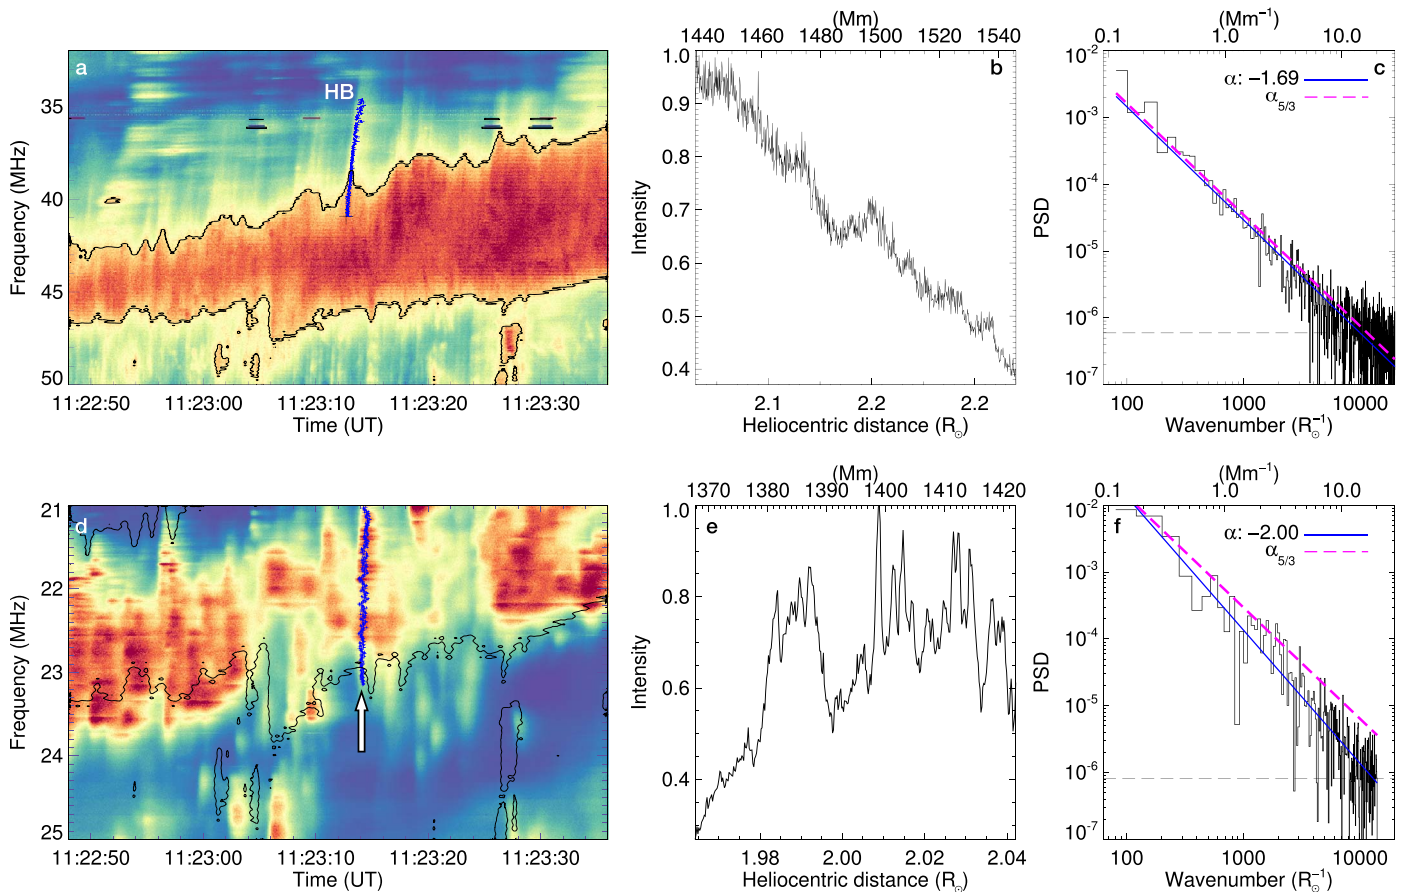 a
HB
35
40
45
50
Frequency (MHz)
11:22:50 11:23:00 11:23:10 11:23:20 11:23:30
Time (UT)
(Mm)
1440 1460 1480 1500 1520 1540
b
1.0
0.9
0.8
0.7
0.6
0.5
0.4
Intensity
2.1 2.2 2.2
Heliocentric distance (R☉)
(Mm⁻¹)
0.1 1.0 10.0
c
α: −1.69
α5/3
10⁻²
10⁻³
10⁻⁴
10⁻⁵
10⁻⁶
10⁻⁷
PSD
100 1000 10000
Wavenumber (R☉⁻¹)
d
21
22
23
24
25
Frequency (MHz)
11:22:50 11:23:00 11:23:10 11:23:20 11:23:30
Time (UT)
(Mm)
1370 1380 1390 1400 1410 1420
e
1.0
0.8
0.6
0.4
Intensity
1.98 2.00 2.02 2.04
Heliocentric distance (R☉)
(Mm⁻¹)
0.1 1.0 10.0
f
α: −2.00
α5/3
10⁻²
10⁻³
10⁻⁴
10⁻⁵
10⁻⁶
10⁻⁷
PSD
100 1000 10000
Wavenumber (R☉⁻¹)